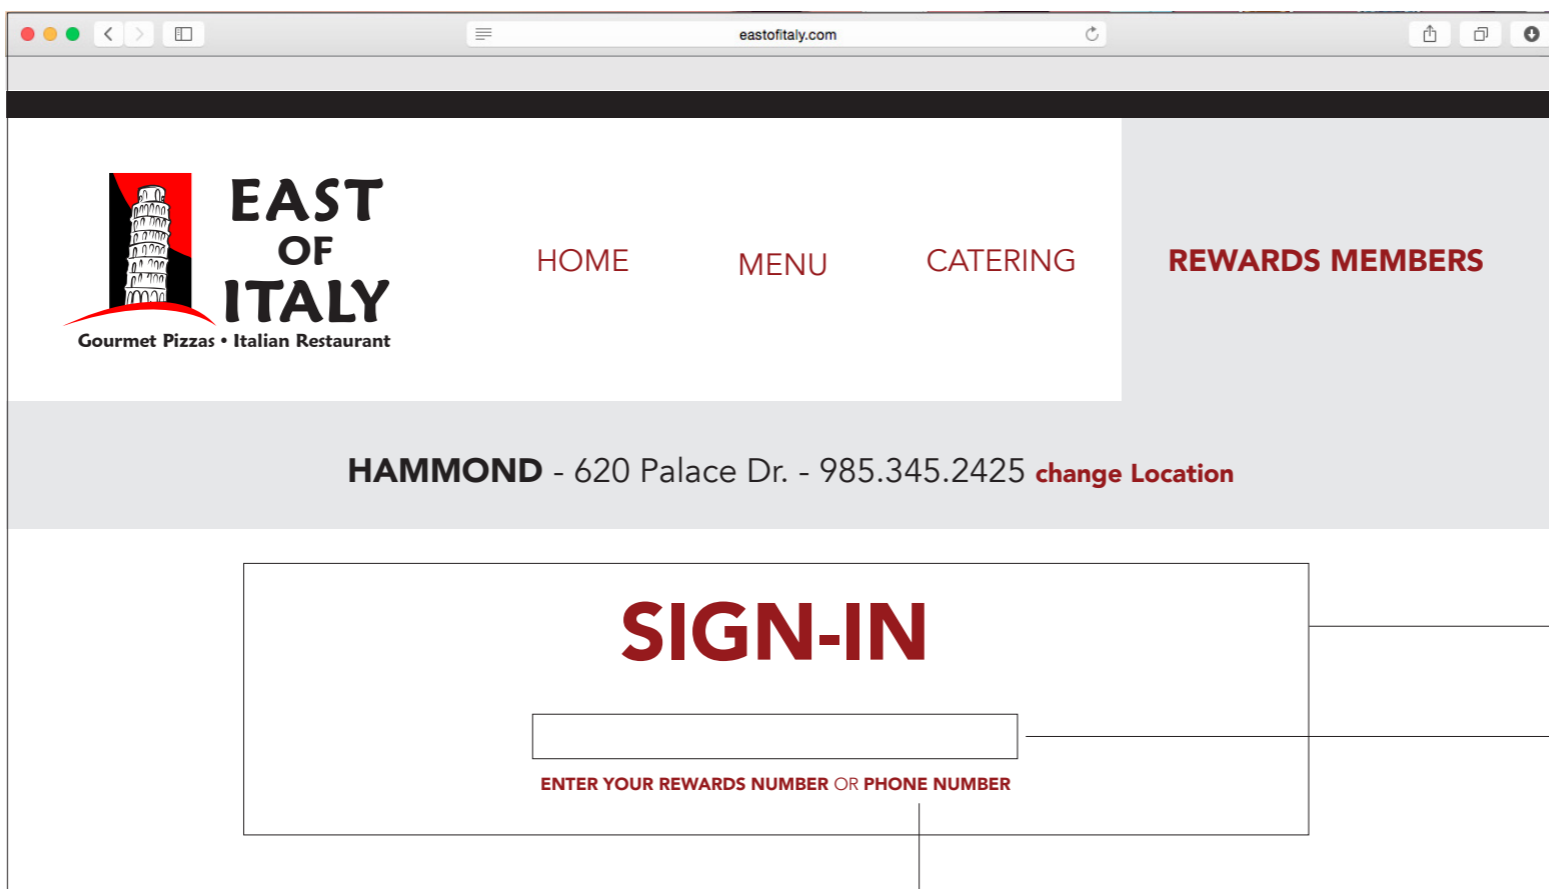 eastofitaly.com
EAST
OF
ITALY
Gourmet Pizzas • Italian Restaurant
HOME
MENU
CATERING
REWARDS MEMBERS
HAMMOND - 620 Palace Dr. - 985.345.2425 change Location
SIGN-IN
ENTER YOUR REWARDS NUMBER OR PHONE NUMBER